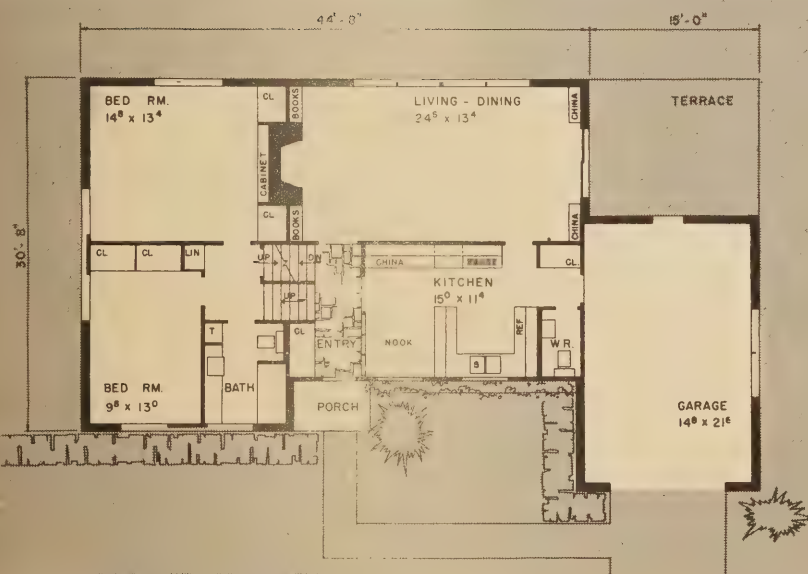 44'-8" 15'-0"
BED RM.
14⁸ x 13⁴
CL
BOOKS
LIVING - DINING
24⁵ x 13⁴
CHINA
TERRACE
CABINET
30'-8"
CL
BOOKS
CHINA
CL CL LIN
UP DN
CHINA
CL.
UP
KITCHEN
15⁰ x 11⁴
T
CL
ENTRY
NOOK
REF
W.R.
S
BED RM.
9⁸ x 13⁰
BATH
PORCH
GARAGE
14⁸ x 21⁶